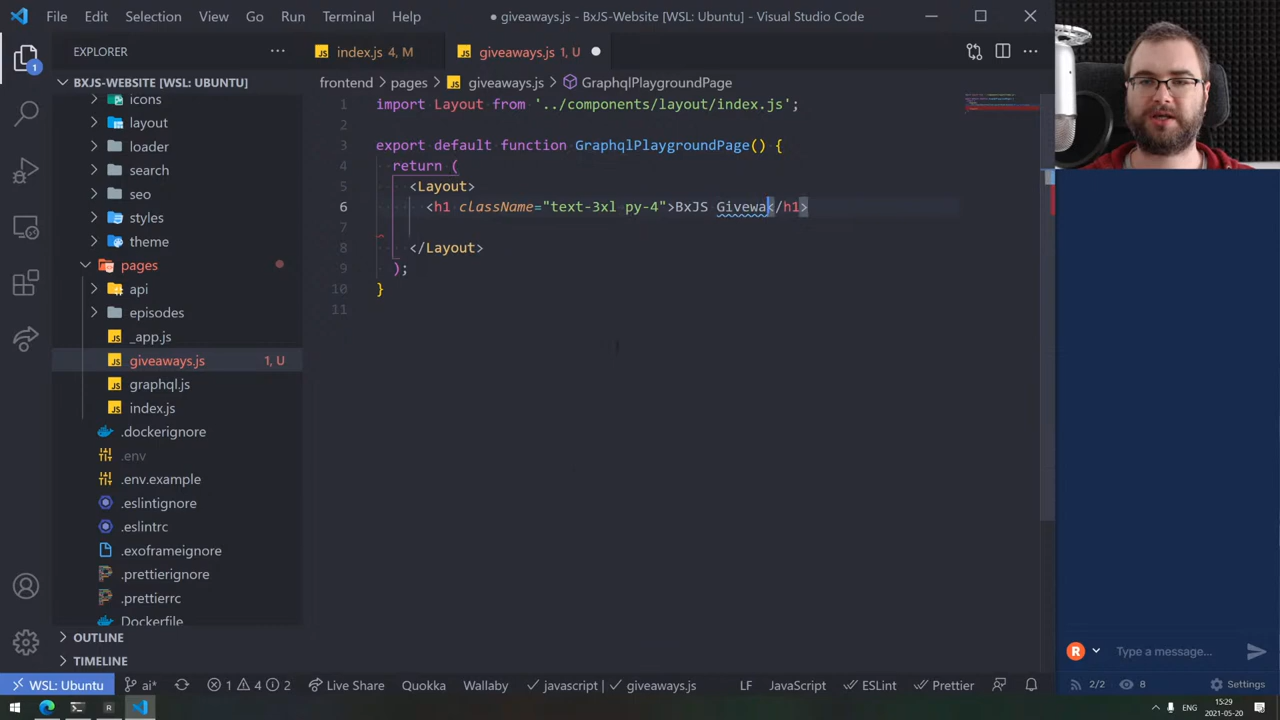 File Edit Selection View Go Run Terminal Help
● giveaways.js - BxJS-Website [WSL: Ubuntu] - Visual Studio Code
EXPLORER
index.js 4, M
giveaways.js 1, U
BXJS-WEBSITE [WSL: UBUNTU]
frontend > pages > giveaways.js > GraphqlPlaygroundPage
icons
layout
loader
search
seo
styles
theme
pages
api
episodes
_app.js
giveaways.js 1, U
graphql.js
index.js
.dockerignore
.env
.env.example
.eslintignore
.eslintrc
.exoframeignore
.prettierignore
.prettierrc
Dockerfile
OUTLINE
TIMELINE
1 import Layout from '../components/layout/index.js';
2
3 export default function GraphqlPlaygroundPage() {
4 return (
5 <Layout>
6 <h1 className="text-3xl py-4">BxJS Givewa</h1>
7
8 </Layout>
9 );
10 }
11
1
R
Type a message...
2/2 8 Settings
WSL: Ubuntu ai* 1 4 2 Live Share Quokka Wallaby javascript | giveaways.js LF JavaScript ESLint Prettier
ENG 15:29
2021-05-20